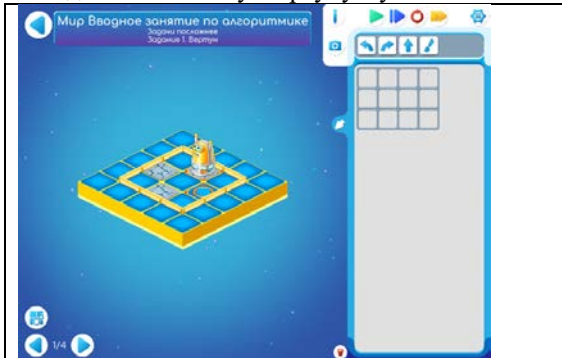 Мир Вводное занятие по алгоритмике
Задачи посложнее
Задание 1. Вертун
1/4